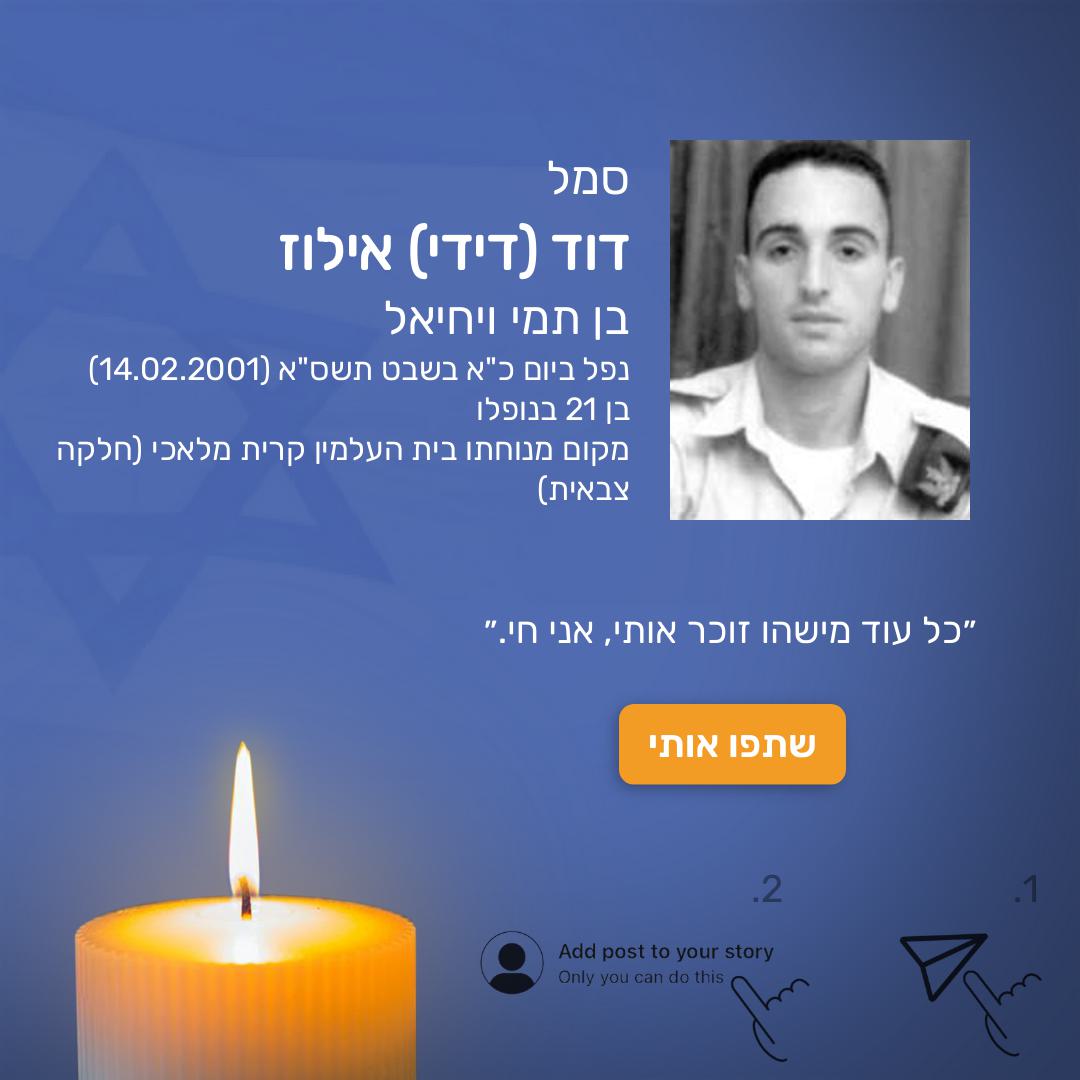 סמל
דוד (דידי) אילוז
בן תמי ויחיאל
נפל ביום כ"א בשבט תשס"א (14.02.2001)
בן 21 בנופלו
מקום מנוחתו בית העלמין קרית מלאכי (חלקה
צבאית)
״כל עוד מישהו זוכר אותי, אני חי.״
שתפו אותי
.1
.2
Add post to your story
Only you can do this